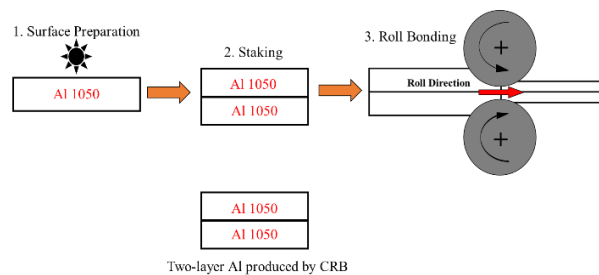 1. Surface Preparation
Al 1050
2. Staking
Al 1050
Al 1050
3. Roll Bonding
Roll Direction
Al 1050
Al 1050
Two-layer Al produced by CRB